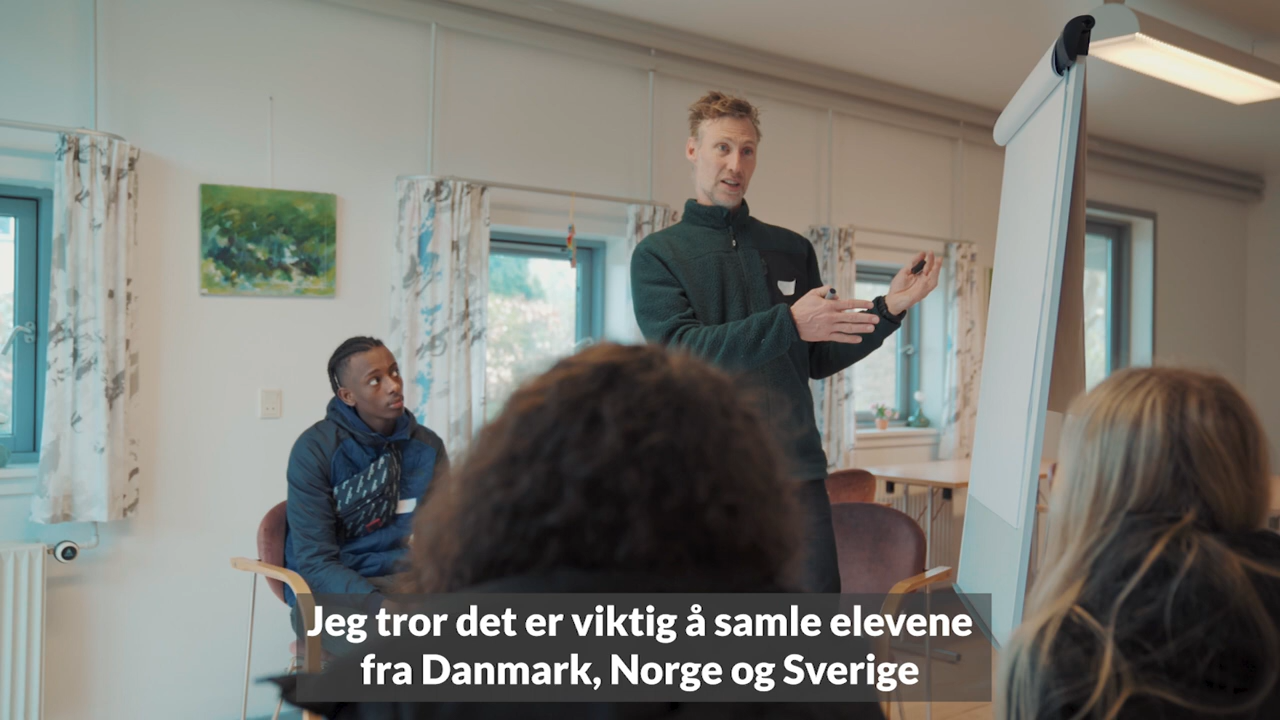 Jeg tror det er viktig å samle elevene
fra Danmark, Norge og Sverige